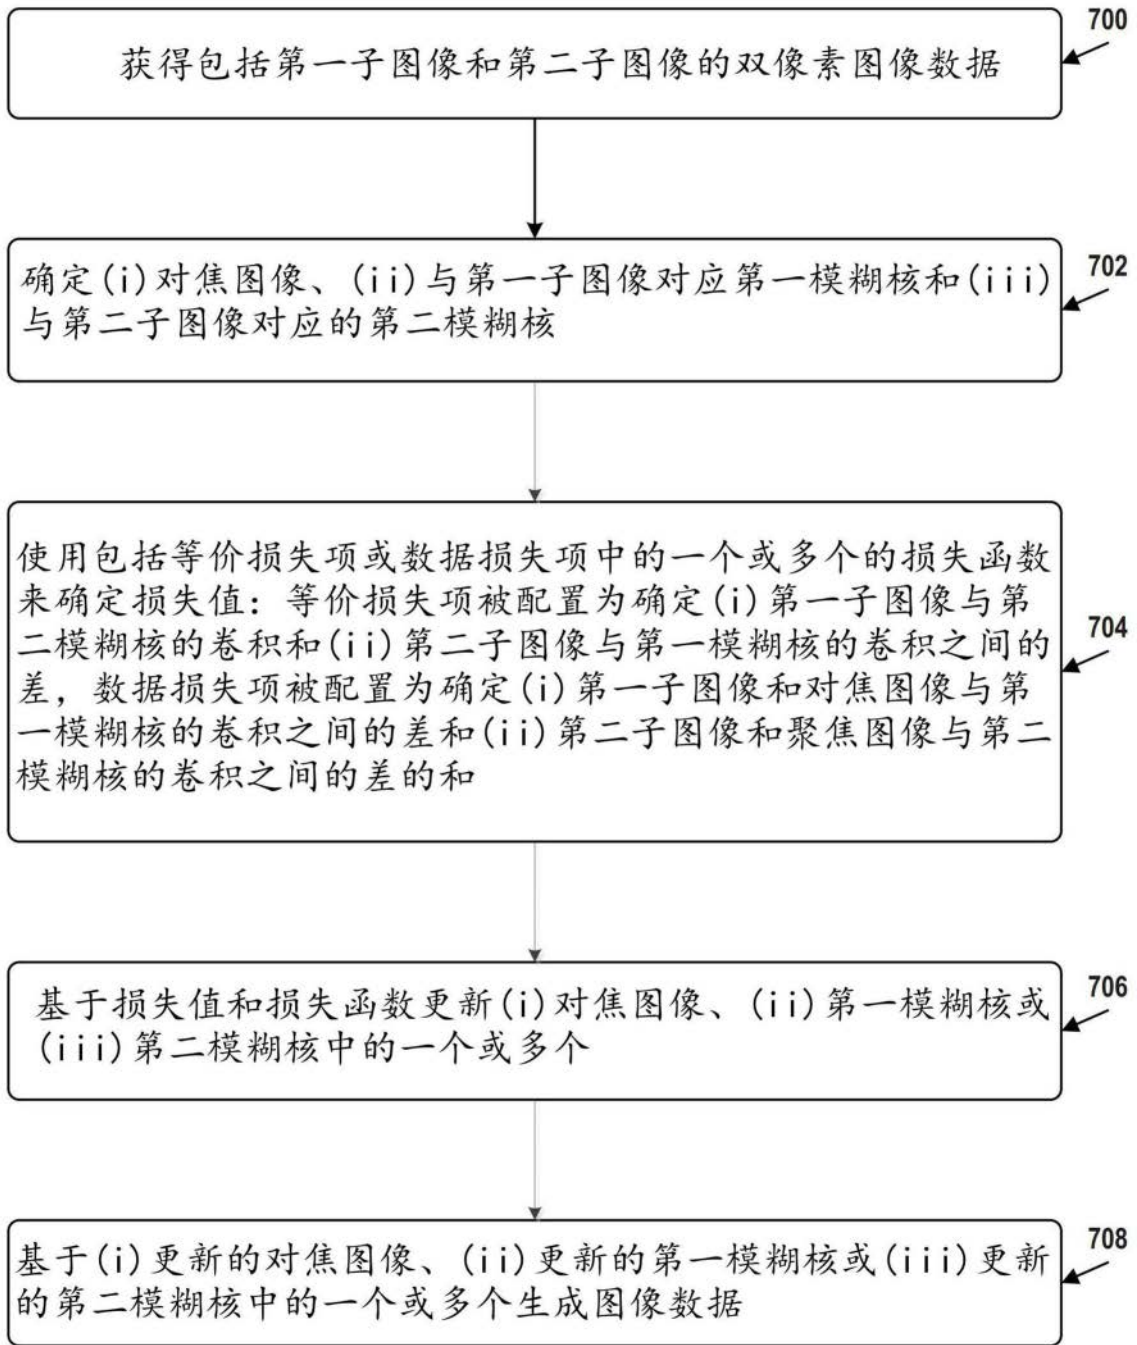 700
获得包括第一子图像和第二子图像的双像素图像数据
702
确定(i)对焦图像、(ii)与第一子图像对应第一模糊核和(iii)
与第二子图像对应的第二模糊核
使用包括等价损失项或数据损失项中的一个或多个的损失函数
来确定损失值：等价损失项被配置为确定(i)第一子图像与第
二模糊核的卷积和(ii)第二子图像与第一模糊核的卷积之间的
704
差，数据损失项被配置为确定(i)第一子图像和对焦图像与第
一模糊核的卷积之间的差和(ii)第二子图像和聚焦图像与第二
模糊核的卷积之间的差的和
706
基于损失值和损失函数更新(i)对焦图像、(ii)第一模糊核或
(iii)第二模糊核中的一个或多个
708
基于(i)更新的对焦图像、(ii)更新的第一模糊核或(iii)更新
的第二模糊核中的一个或多个生成图像数据